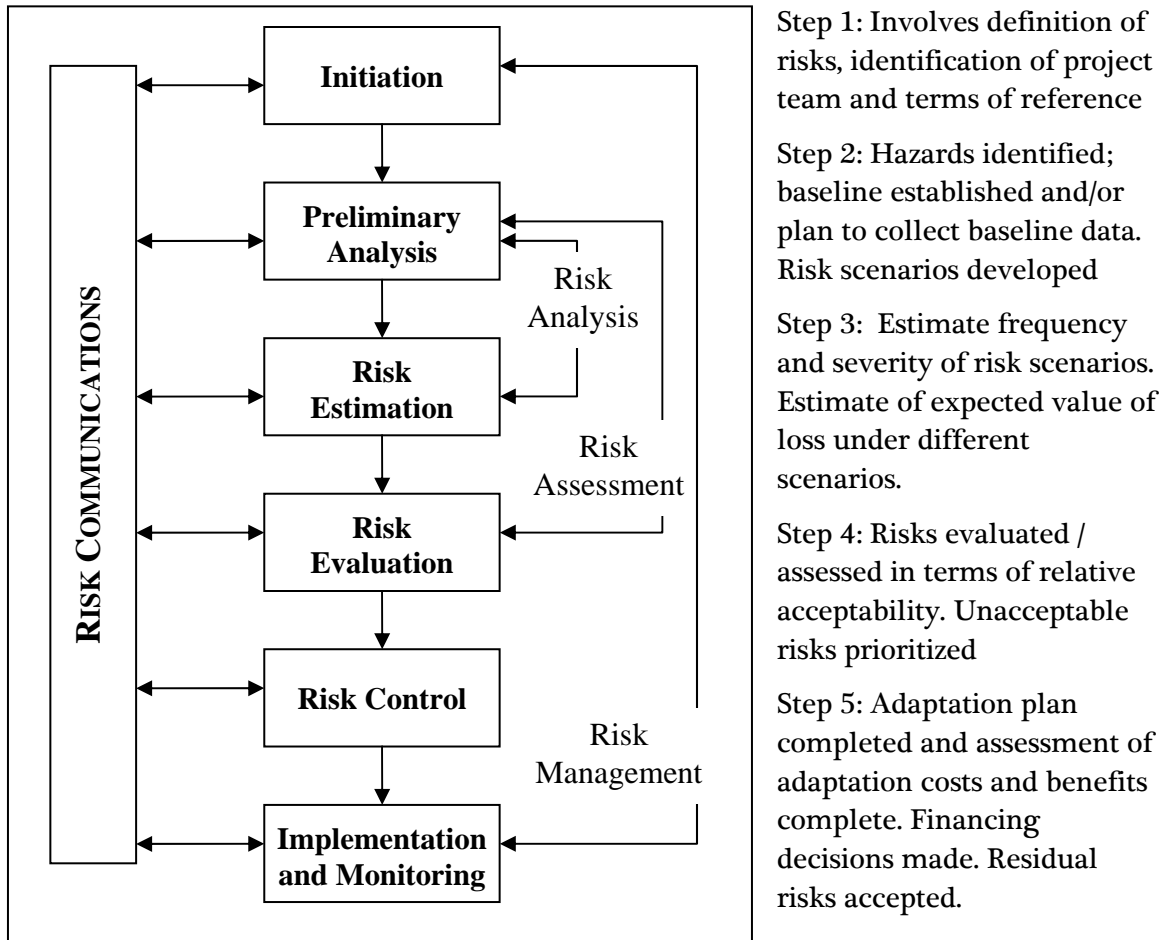 RISK COMMUNICATIONS
Initiation
Preliminary
Analysis
Risk
Analysis
Risk
Estimation
Risk
Assessment
Risk
Evaluation
Risk Control
Risk
Management
Implementation
and Monitoring
Step 1: Involves definition of
risks, identification of project
team and terms of reference
Step 2: Hazards identified;
baseline established and/or
plan to collect baseline data.
Risk scenarios developed
Step 3:  Estimate frequency
and severity of risk scenarios.
Estimate of expected value of
loss under different
scenarios.
Step 4: Risks evaluated /
assessed in terms of relative
acceptability. Unacceptable
risks prioritized
Step 5: Adaptation plan
completed and assessment of
adaptation costs and benefits
complete. Financing
decisions made. Residual
risks accepted.